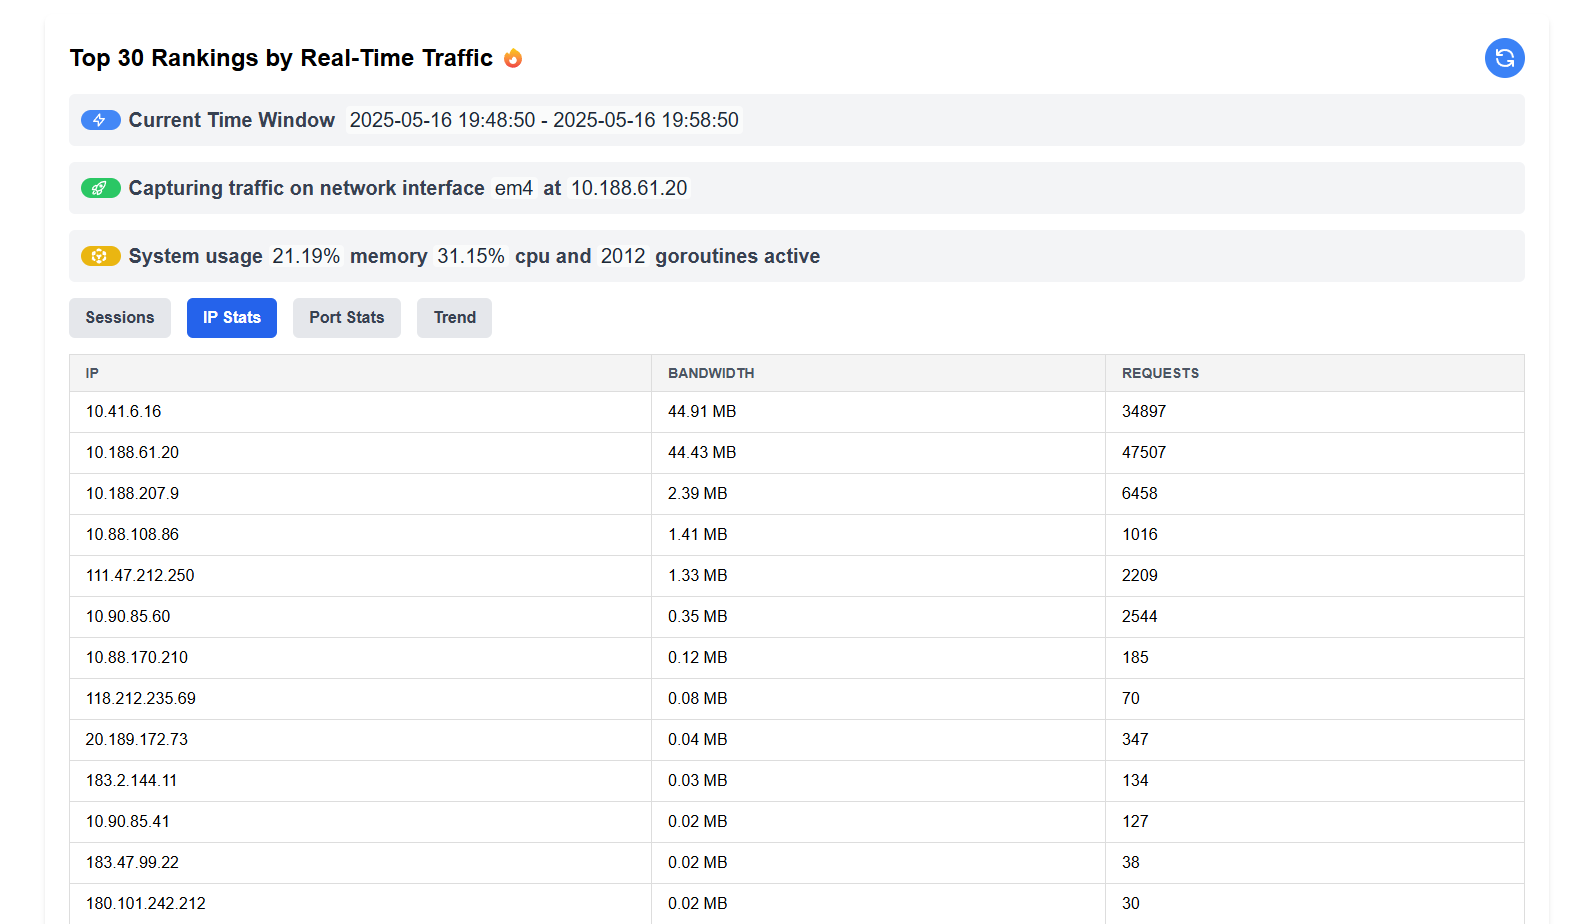 Top 30 Rankings by Real-Time Traffic 🔥
Current Time Window 2025-05-16 19:48:50 - 2025-05-16 19:58:50
Capturing traffic on network interface em4 at 10.188.61.20
System usage 21.19% memory 31.15% cpu and 2012 goroutines active
Sessions IP Stats Port Stats Trend
IP BANDWIDTH REQUESTS
10.41.6.16 44.91 MB 34897
10.188.61.20 44.43 MB 47507
10.188.207.9 2.39 MB 6458
10.88.108.86 1.41 MB 1016
111.47.212.250 1.33 MB 2209
10.90.85.60 0.35 MB 2544
10.88.170.210 0.12 MB 185
118.212.235.69 0.08 MB 70
20.189.172.73 0.04 MB 347
183.2.144.11 0.03 MB 134
10.90.85.41 0.02 MB 127
183.47.99.22 0.02 MB 38
180.101.242.212 0.02 MB 30